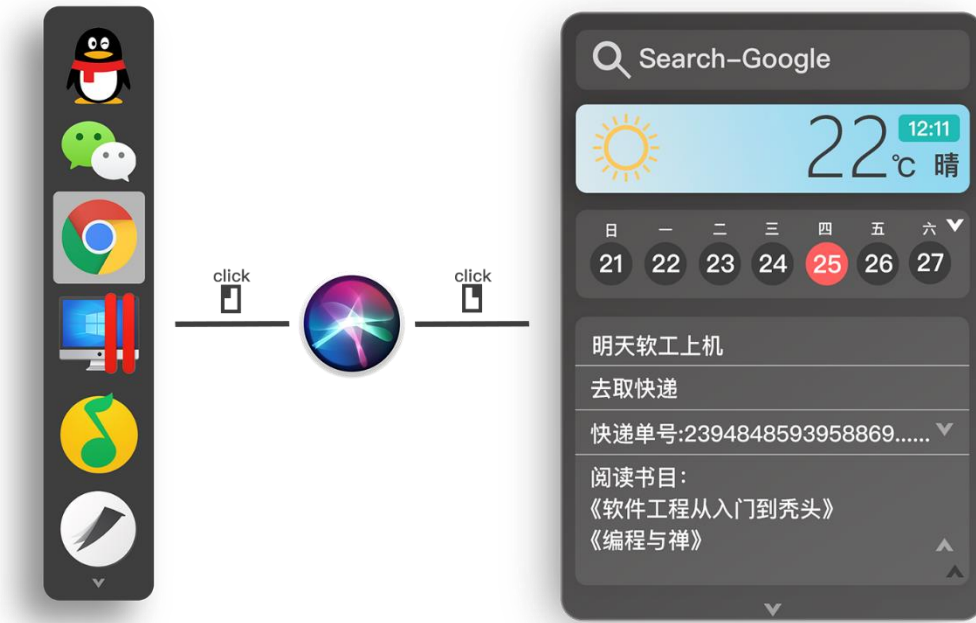 click
click
Search-Google
12:11
22℃ 晴
日 一 二 三 四 五 六
21 22 23 24 25 26 27
明天软工上机
去取快递
快递单号:2394848593958869......
阅读书目:
《软件工程从入门到秃头》
《编程与禅》